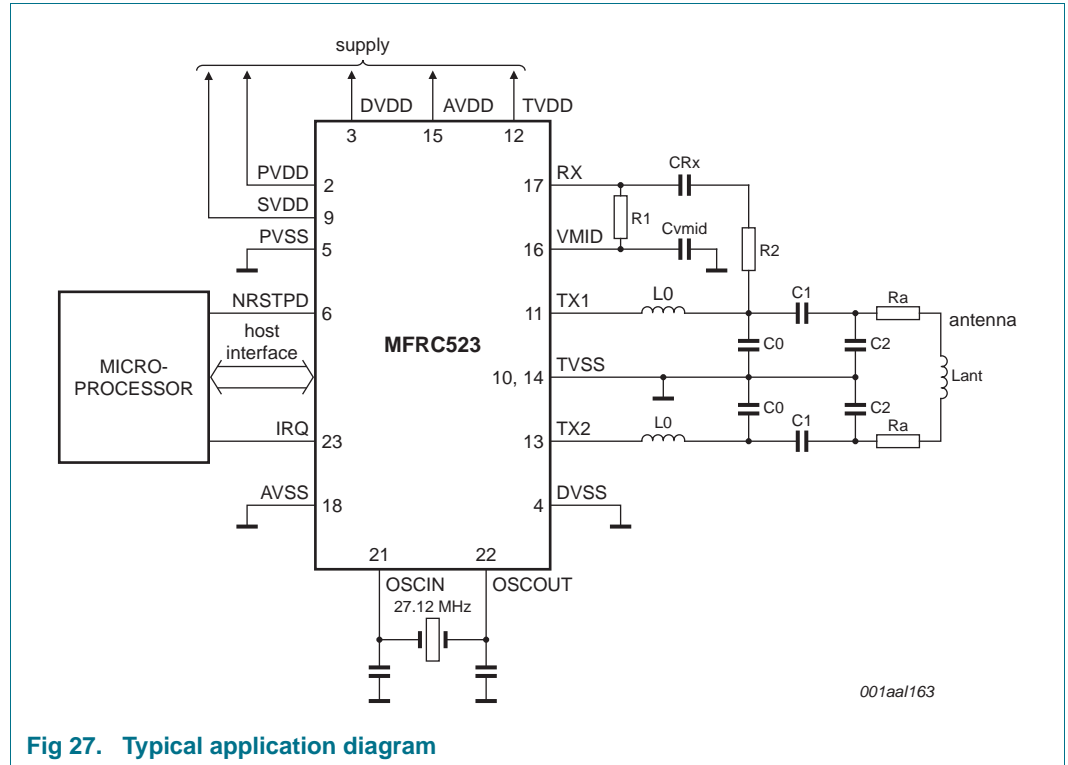 supply
DVDD AVDD TVDD
3 15 12
PVDD 2
SVDD 9
PVSS 5
NRSTPD 6
host
interface
MICRO-
PROCESSOR
IRQ 23
AVSS 18
MFRC523
17 RX
CRx
R1
R2
16 VMID
Cvmid
11 TX1
L0
C1
Ra
antenna
C0
C2
10, 14 TVSS
Lant
C0
C2
13 TX2
L0
C1
Ra
4 DVSS
21 22
OSCIN OSCOUT
27.12 MHz
001aal163
Fig 27. Typical application diagram